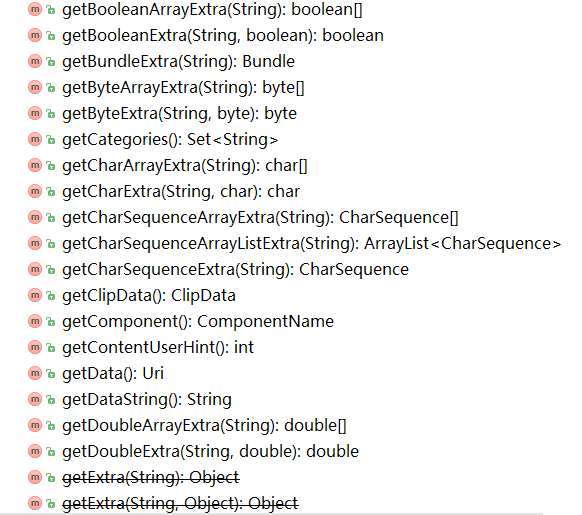 getBooleanArrayExtra(String): boolean[]
getBooleanExtra(String, boolean): boolean
getBundleExtra(String): Bundle
getByteArrayExtra(String): byte[]
getByteExtra(String, byte): byte
getCategories(): Set<String>
getCharArrayExtra(String): char[]
getCharExtra(String, char): char
getCharSequenceArrayExtra(String): CharSequence[]
getCharSequenceArrayListExtra(String): ArrayList<CharSequence>
getCharSequenceExtra(String): CharSequence
getClipData(): ClipData
getComponent(): ComponentName
getContentUserHint(): int
getData(): Uri
getDataString(): String
getDoubleArrayExtra(String): double[]
getDoubleExtra(String, double): double
getExtra(String): Object
getExtra(String, Object): Object